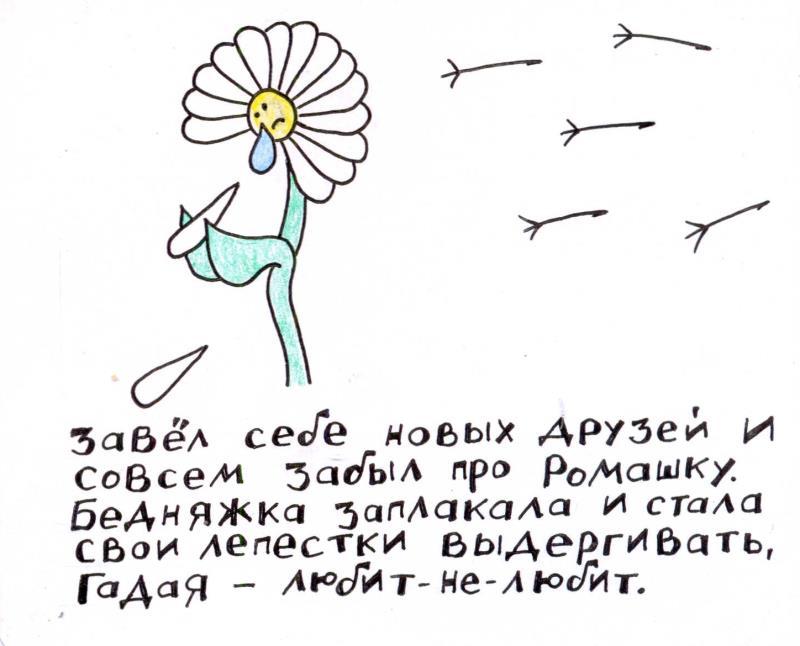 Завёл себе новых друзей и
совсем забыл про Ромашку.
Бедняжка заплакала и стала
свои лепестки выдергивать,
гадая – любит-не-любит.